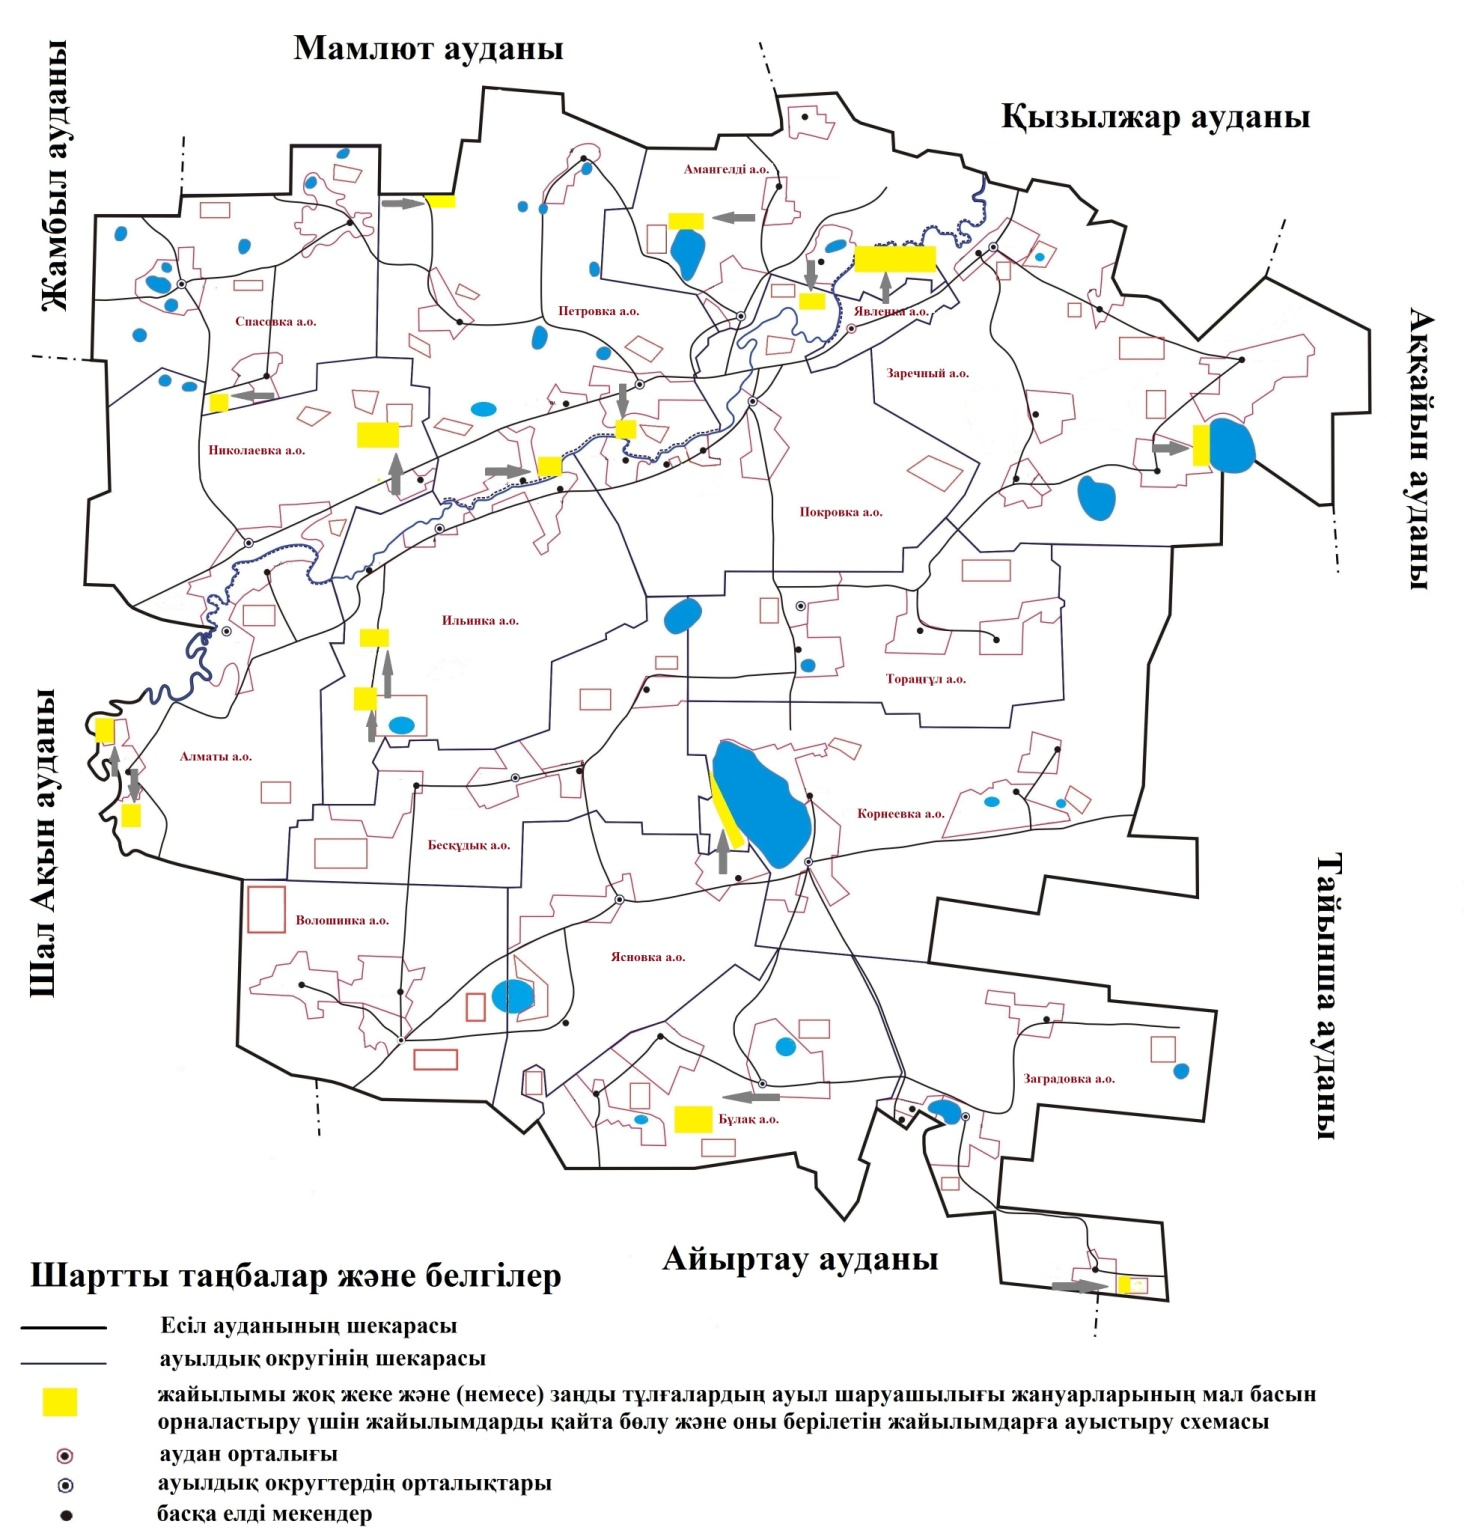 Мамлют ауданы
Қызылжар ауданы
Жамбыл ауданы
Аққайын ауданы
Шал Ақын ауданы
Тайынша ауданы
Айыртау ауданы
Амангелді а.о.
Спасовка а.о.
Петровка а.о.
Явленка а.о.
Заречный а.о.
Николаевка а.о.
Покровка а.о.
Ильинка а.о.
Тораңғұл а.о.
Алматы а.о.
Корнеевка а.о.
Бесқұдық а.о.
Волошинка а.о.
Ясновка а.о.
Заградовка а.о.
Бұлақ а.о.
Шартты таңбалар және белгілер
Есіл ауданының шекарасы
ауылдық округінің шекарасы
жайылымы жоқ жеке және (немесе) заңды тұлғалардың ауыл шаруашылығы жануарларының мал басын
орналастыру үшін жайылымдарды қайта бөлу және оны берілетін жайылымдарға ауыстыру схемасы
аудан орталығы
ауылдық округтердің орталықтары
басқа елді мекендер